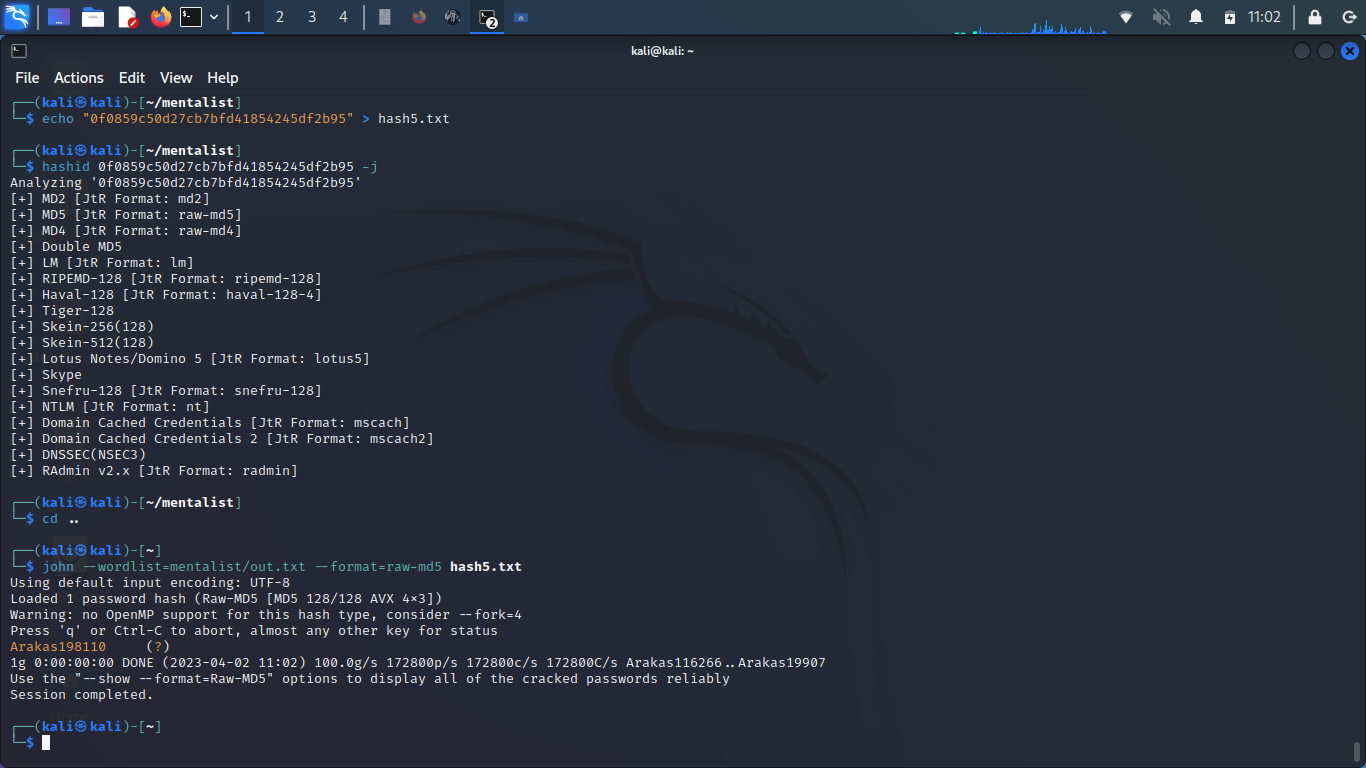 1 2 3 4 2 11:02
kali@kali: ~
File Actions Edit View Help
┌──(kali㉿kali)-[~/mentalist]
└─$ echo "0f0859c50d27cb7bfd41854245df2b95" > hash5.txt
┌──(kali㉿kali)-[~/mentalist]
└─$ hashid 0f0859c50d27cb7bfd41854245df2b95 -j
Analyzing '0f0859c50d27cb7bfd41854245df2b95'
[+] MD2 [JtR Format: md2]
[+] MD5 [JtR Format: raw-md5]
[+] MD4 [JtR Format: raw-md4]
[+] Double MD5
[+] LM [JtR Format: lm]
[+] RIPEMD-128 [JtR Format: ripemd-128]
[+] Haval-128 [JtR Format: haval-128-4]
[+] Tiger-128
[+] Skein-256(128)
[+] Skein-512(128)
[+] Lotus Notes/Domino 5 [JtR Format: lotus5]
[+] Skype
[+] Snefru-128 [JtR Format: snefru-128]
[+] NTLM [JtR Format: nt]
[+] Domain Cached Credentials [JtR Format: mscach]
[+] Domain Cached Credentials 2 [JtR Format: mscach2]
[+] DNSSEC(NSEC3)
[+] RAdmin v2.x [JtR Format: radmin]
┌──(kali㉿kali)-[~/mentalist]
└─$ cd ..
┌──(kali㉿kali)-[~]
└─$ john --wordlist=mentalist/out.txt --format=raw-md5 hash5.txt
Using default input encoding: UTF-8
Loaded 1 password hash (Raw-MD5 [MD5 128/128 AVX 4×3])
Warning: no OpenMP support for this hash type, consider --fork=4
Press 'q' or Ctrl-C to abort, almost any other key for status
Arakas198110 (?)
1g 0:00:00:00 DONE (2023-04-02 11:02) 100.0g/s 172800p/s 172800c/s 172800C/s Arakas116266..Arakas19907
Use the "--show --format=Raw-MD5" options to display all of the cracked passwords reliably
Session completed.
┌──(kali㉿kali)-[~]
└─$